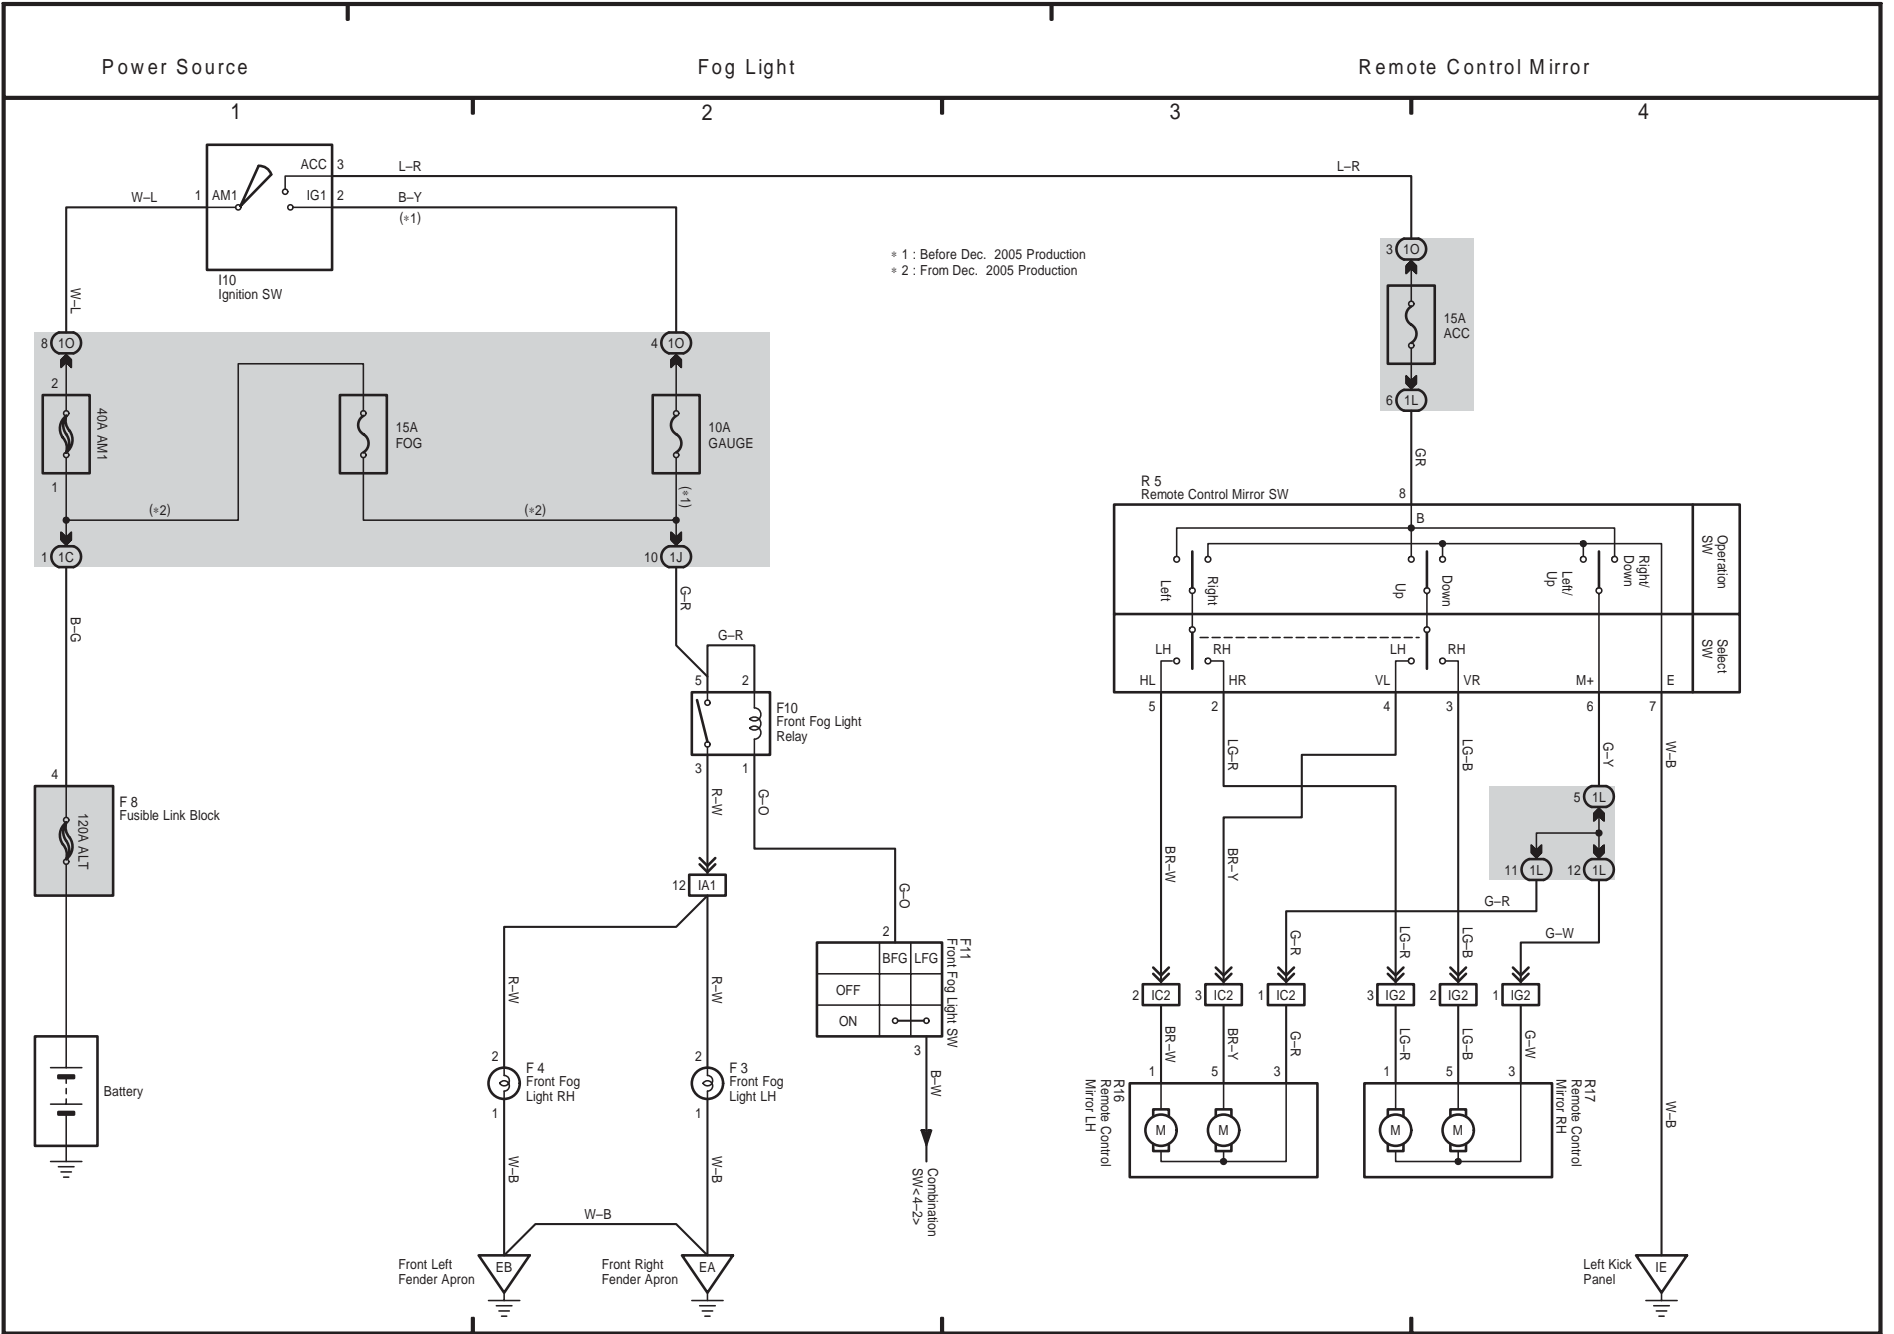 Power Source
Fog Light
Remote Control Mirror
1
2
3
4
ACC
3
L–R
L–R
W–L
1
AM1
IG1
2
B–Y
(∗1)
I10
Ignition SW
∗ 1 : Before Dec. 2005 Production
∗ 2 : From Dec. 2005 Production
W–L
8
1O
4
1O
3
1O
2
40A AM1
15A
FOG
10A
GAUGE
15A
ACC
1
(∗2)
(∗2)
(∗1)
6
1L
1
1C
10
1J
GR
G–R
B–G
G–R
5
2
F10
Front Fog Light
Relay
3
1
R–W
G–O
4
F 8
Fusible Link Block
120A ALT
12
IA1
G–O
2
F11
Front Fog Light SW
BFG
LFG
OFF
ON
3
R–W
R–W
B–W
Combination
SW<4–2>
Battery
2
F 4
Front Fog
Light RH
1
2
F 3
Front Fog
Light LH
1
W–B
W–B
W–B
Front Left
Fender Apron
EB
Front Right
Fender Apron
EA
R 5
Remote Control Mirror SW
8
B
Left
Right
Up
Down
Left/
Up
Right/
Down
Operation
SW
Select
SW
LH
RH
LH
RH
HL
HR
VL
VR
M+
E
5
2
4
3
6
7
LG–R
LG–B
G–Y
W–B
5
1L
BR–W
BR–Y
11
1L
12
1L
G–R
G–W
G–R
LG–R
LG–B
2
IC2
3
IC2
1
IC2
3
IG2
2
IG2
1
IG2
BR–W
BR–Y
G–R
LG–R
LG–B
G–W
1
5
3
1
5
3
R16
Remote Control
Mirror LH
M
M
M
M
R17
Remote Control
Mirror RH
W–B
Left Kick
Panel
IE